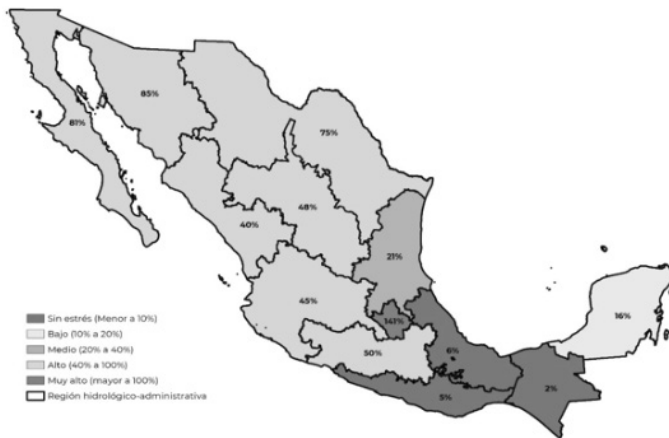 85%
81%
75%
48%
40%
21%
45%
141%
16%
50%
6%
2%
5%
Sin estrés (Menor a 10%)
Bajo (10% a 20%)
Medio (20% a 40%)
Alto (40% a 100%)
Muy alto (mayor a 100%)
Región hidrológico-administrativa